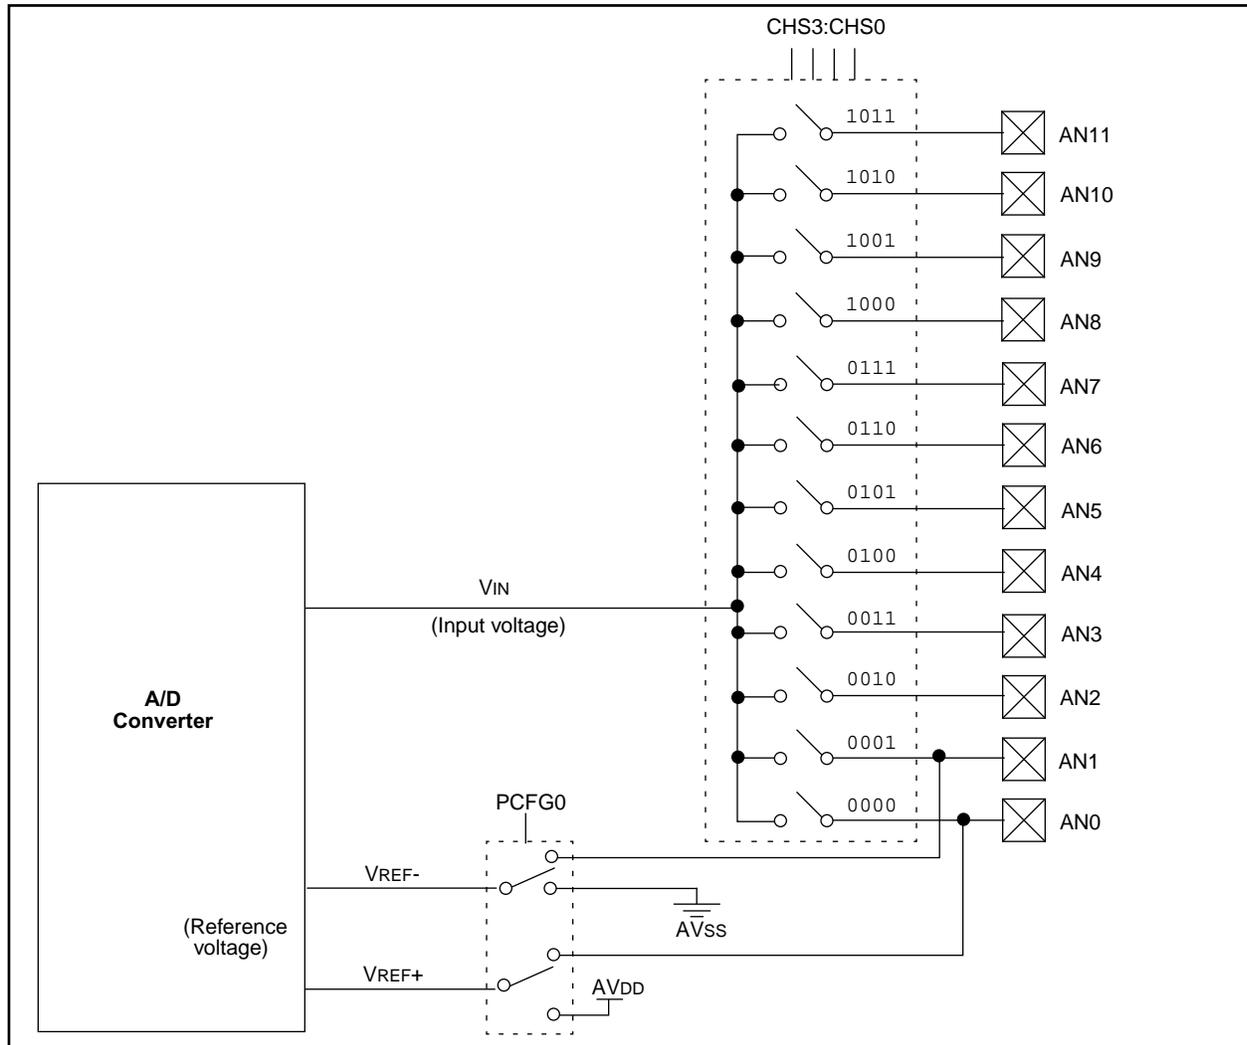 CHS3:CHS0
1011
AN11
1010
AN10
1001
AN9
1000
AN8
0111
AN7
0110
AN6
0101
AN5
0100
AN4
VIN
(Input voltage)
0011
AN3
0010
AN2
A/D
Converter
0001
AN1
PCFG0
0000
AN0
VREF-
(Reference
voltage)
AVSS
VREF+
AVDD